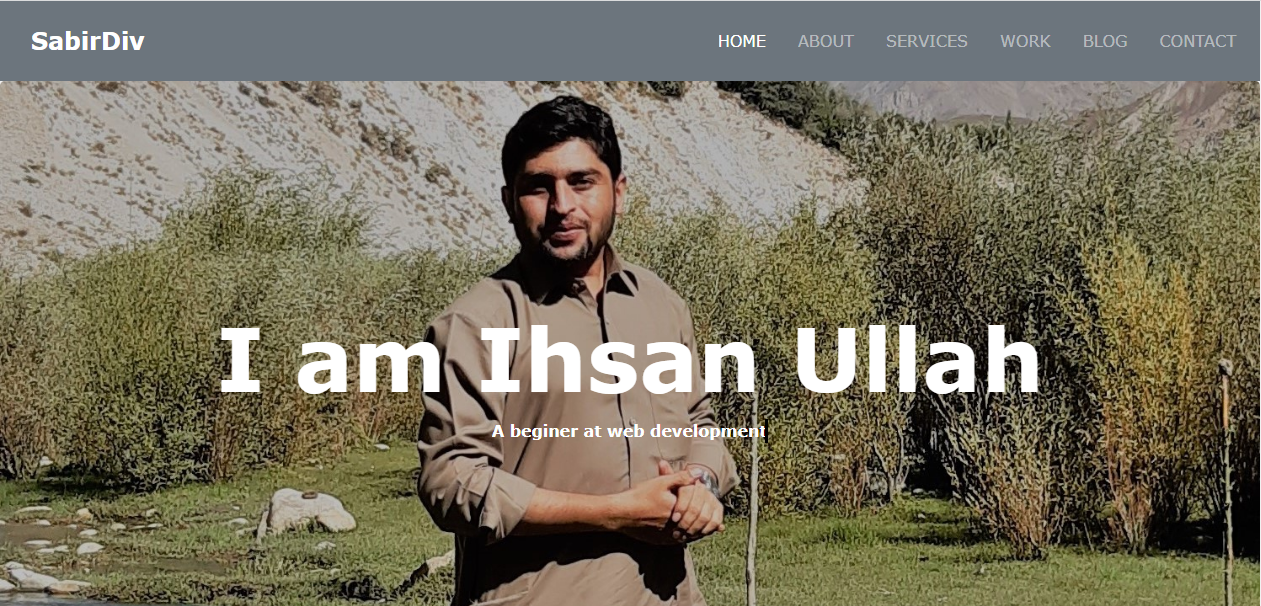 SabirDiv
HOME ABOUT SERVICES WORK BLOG CONTACT
I am Ihsan Ullah
A beginer at web development